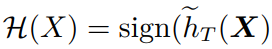 ℋ(X) = sign(h̃_T(𝑿)